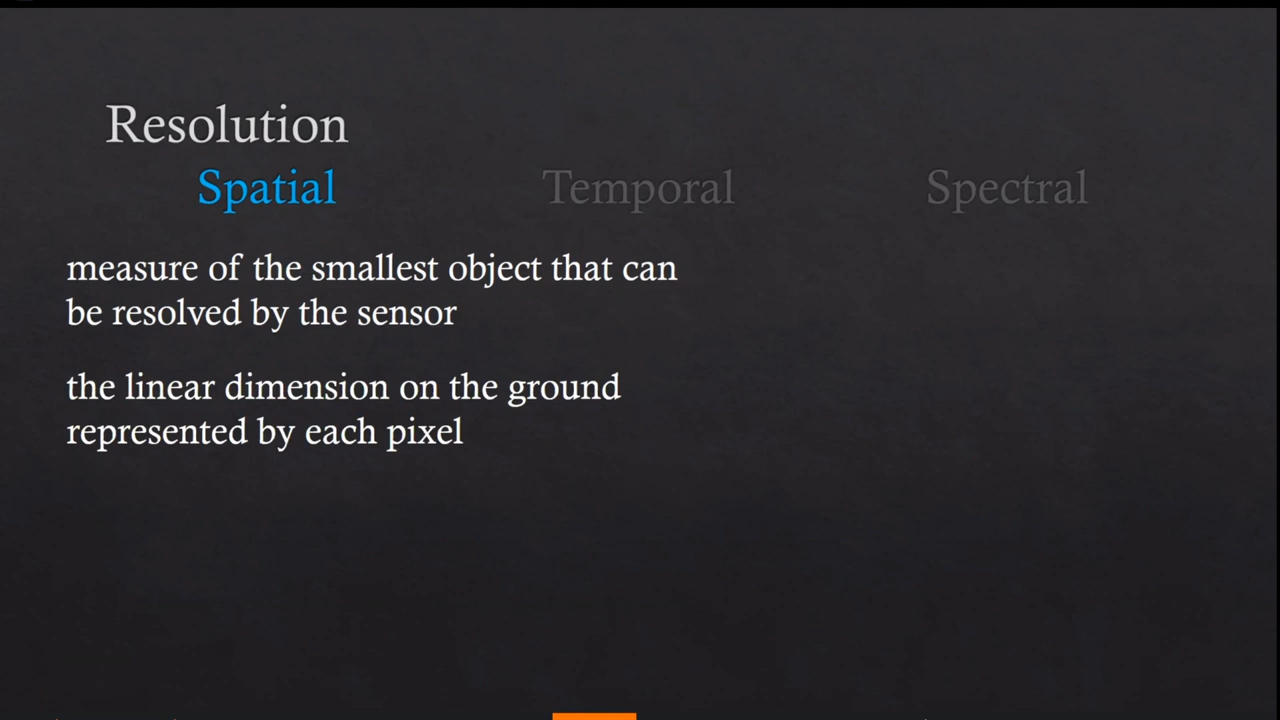 Resolution
Spatial Temporal Spectral
measure of the smallest object that can
be resolved by the sensor
the linear dimension on the ground
represented by each pixel